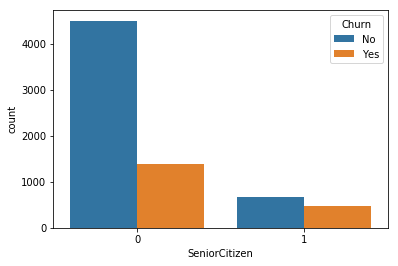 Churn
No
Yes
4000
3000
2000
1000
0
count
0 1
SeniorCitizen